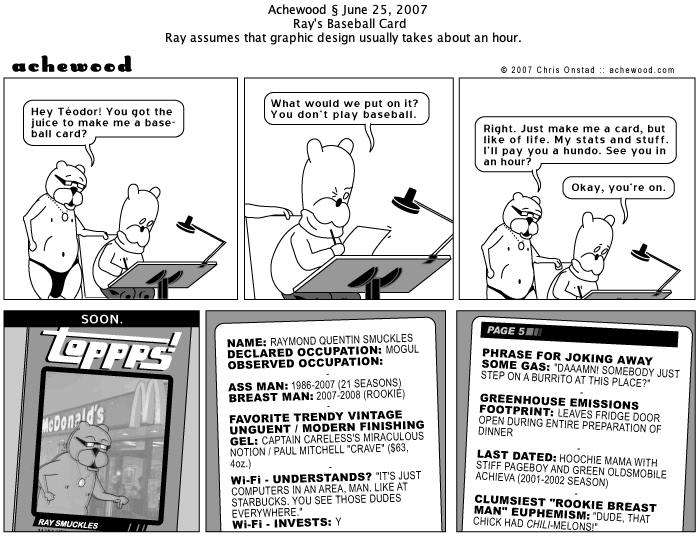 Achewood § June 25, 2007
Ray's Baseball Card
Ray assumes that graphic design usually takes about an hour.
achewood
© 2007 Chris Onstad :: achewood.com
Hey Téodor! You got the
juice to make me a base-
ball card?
What would we put on it?
You don't play baseball.
Right. Just make me a card, but
like of life. My stats and stuff.
I'll pay you a hundo. See you in
an hour?
Okay, you're on.
SOON.
toppps!
McDonald's
RAY SMUCKLES
NAME: RAYMOND QUENTIN SMUCKLES
DECLARED OCCUPATION: MOGUL
OBSERVED OCCUPATION:
-
ASS MAN: 1986-2007 (21 SEASONS)
BREAST MAN: 2007-2008 (ROOKIE)
-
FAVORITE TRENDY VINTAGE
UNGUENT / MODERN FINISHING
GEL: CAPTAIN CARELESS'S MIRACULOUS
NOTION / PAUL MITCHELL "CRAVE" ($63,
4oz.)
-
Wi-Fi - UNDERSTANDS? "IT'S JUST
COMPUTERS IN AN AREA, MAN. LIKE AT
STARBUCKS. YOU SEE THOSE DUDES
EVERYWHERE."
Wi-Fi - INVESTS: Y
PAGE 5
PHRASE FOR JOKING AWAY
SOME GAS: "DAAAMN! SOMEBODY JUST
STEP ON A BURRITO AT THIS PLACE?"
-
GREENHOUSE EMISSIONS
FOOTPRINT: LEAVES FRIDGE DOOR
OPEN DURING ENTIRE PREPARATION OF
DINNER
-
LAST DATED: HOOCHIE MAMA WITH
STIFF PAGEBOY AND GREEN OLDSMOBILE
ACHIEVA (2001-2002 SEASON)
-
CLUMSIEST "ROOKIE BREAST
MAN" EUPHEMISM: "DUDE, THAT
CHICK HAD CHILI-MELONS!"